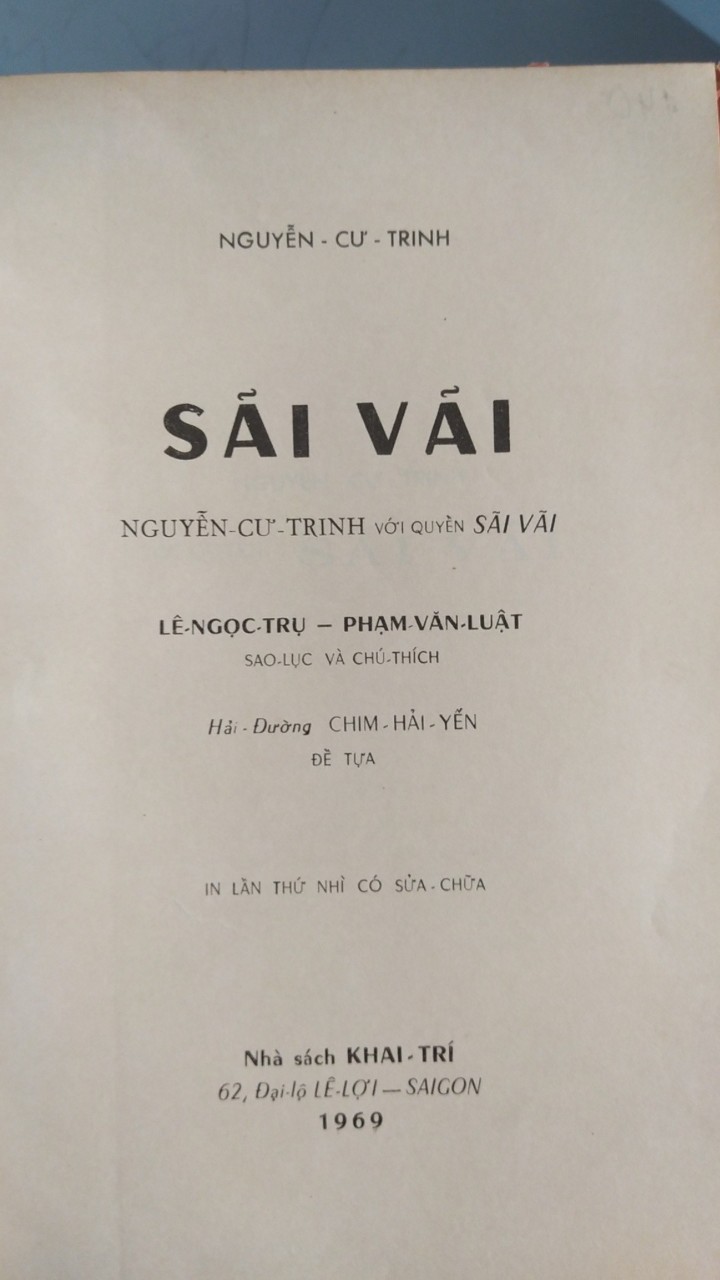 NGUYỄN - CƯ - TRINH
SÃI VÃI
NGUYỄN-CƯ-TRINH VỚI QUYỂN SÃI VÃI
LÊ-NGỌC-TRỤ — PHẠM-VĂN-LUẬT
SAO-LỤC VÀ CHÚ-THÍCH
Hải - Đường CHIM - HẢI - YẾN
ĐỀ TỰA
IN LẦN THỨ NHÌ CÓ SỬA - CHỮA
Nhà sách KHAI-TRÍ
62, Đại-lộ LÊ-LỢI — SAIGON
1969